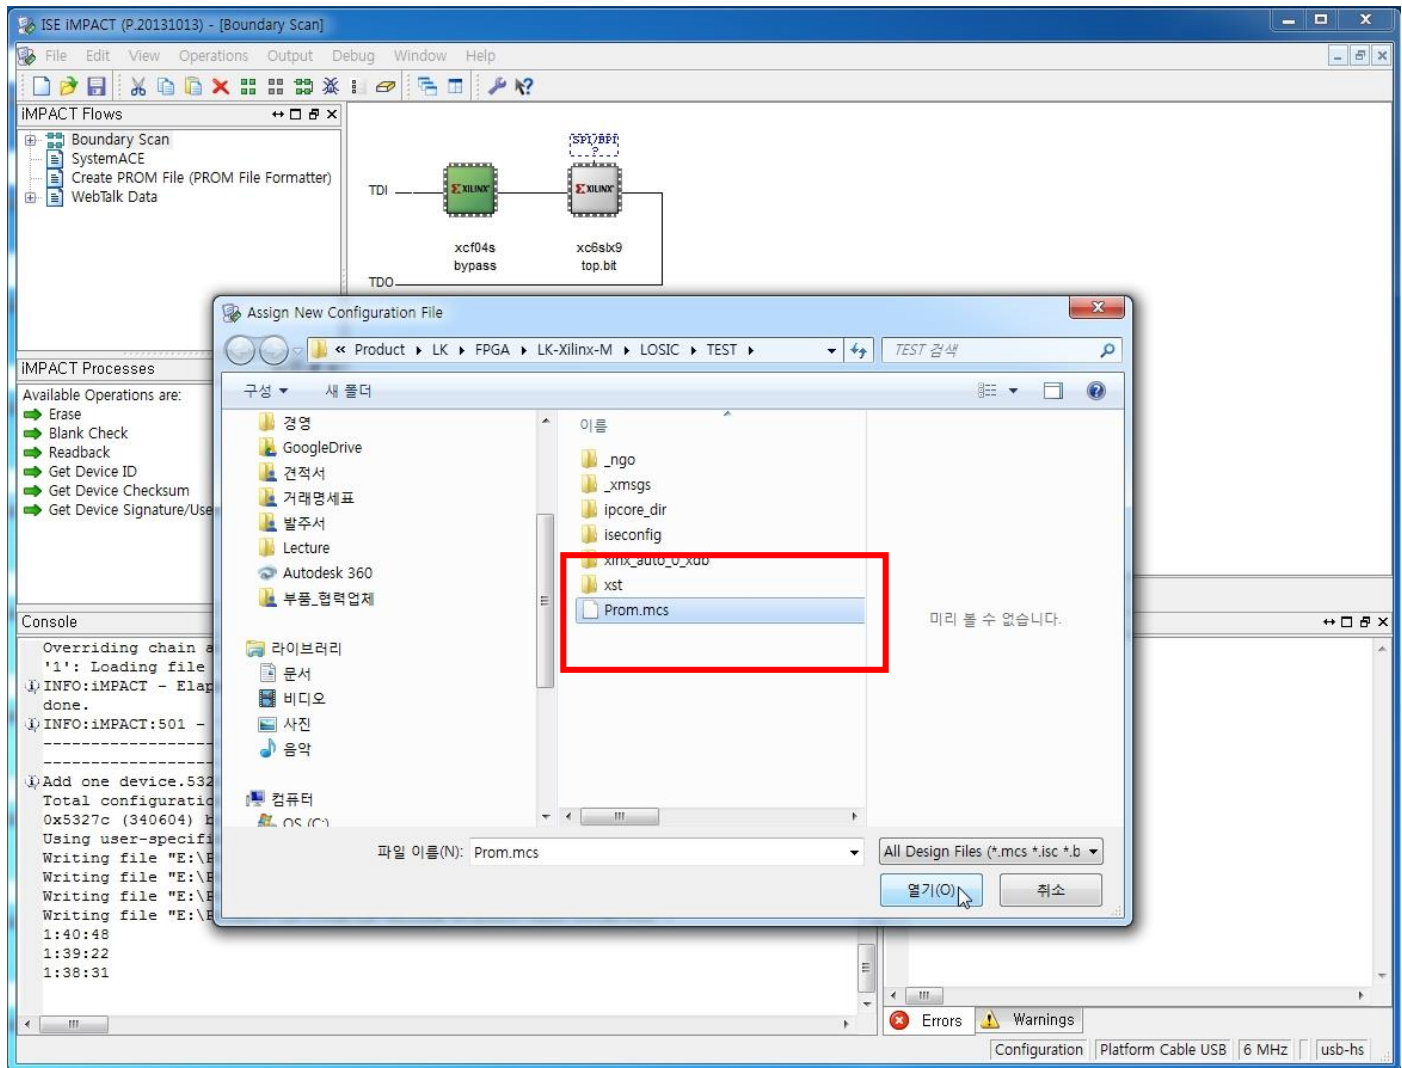 ISE iMPACT (P.20131013) - [Boundary Scan]
File Edit View Operations Output Debug Window Help
iMPACT Flows
Boundary Scan
SystemACE
Create PROM File (PROM File Formatter)
WebTalk Data
SPI/BPI
?
TDI
XILINX
XILINX
xcf04s
bypass
xc6slx9
top.bit
TDO
Assign New Configuration File
« Product LK FPGA LK-Xilinx-M LOSIC TEST
TEST 검색
구성 새 폴더
경영
GoogleDrive
견적서
거래명세표
발주서
Lecture
Autodesk 360
부품_협력업체
라이브러리
문서
비디오
사진
음악
컴퓨터
OS (C:)
이름
_ngo
_xmsgs
ipcore_dir
iseconfig
xlnx_auto_0_xdb
xst
Prom.mcs
미리 볼 수 없습니다.
파일 이름(N): Prom.mcs
All Design Files (*.mcs *.isc *.b
열기(O) 취소
iMPACT Processes
Available Operations are:
Erase
Blank Check
Readback
Get Device ID
Get Device Checksum
Get Device Signature/Use
Console
Overriding chain a
'1': Loading file
INFO:iMPACT - Elap
done.
INFO:iMPACT:501 -
Add one device.532
Total configuratio
0x5327c (340604) b
Using user-specifi
Writing file "E:\
Writing file "E:\
Writing file "E:\
Writing file "E:\
1:40:48
1:39:22
1:38:31
Errors Warnings
Configuration Platform Cable USB 6 MHz usb-hs